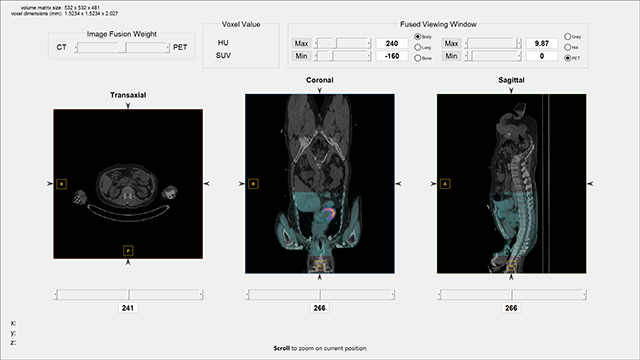 volume matrix size: 532 x 532 x 481
voxel dimensions (mm): 1.5234 x 1.5234 x 2.027
Image Fusion Weight
CT
PET
Voxel Value
HU
SUV
Fused Viewing Window
Max
240
Min
-160
Body
Lung
Bone
Max
9.87
Min
0
Gray
Hot
PET
Transaxial
Coronal
Sagittal
R
P
R
A
241
266
266
x:
y:
z:
Scroll to zoom on current position